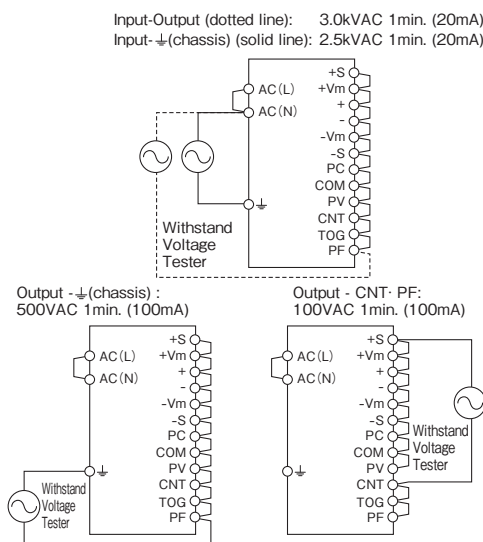 Input-Output (dotted line): 3.0kVAC 1min. (20mA)
Input-⏚(chassis) (solid line): 2.5kVAC 1min. (20mA)
AC(L)
AC(N)
⏚
+S
+Vm
+
-
-Vm
-S
PC
COM
PV
CNT
TOG
PF
Withstand
Voltage
Tester
Output -⏚(chassis) :
500VAC 1min. (100mA)
AC(L)
AC(N)
⏚
+S
+Vm
+
-
-Vm
-S
PC
COM
PV
CNT
TOG
PF
Withstand
Voltage
Tester
Output - CNT· PF:
100VAC 1min. (100mA)
AC(L)
AC(N)
⏚
+S
+Vm
+
-
-Vm
-S
PC
COM
PV
CNT
TOG
PF
Withstand
Voltage
Tester